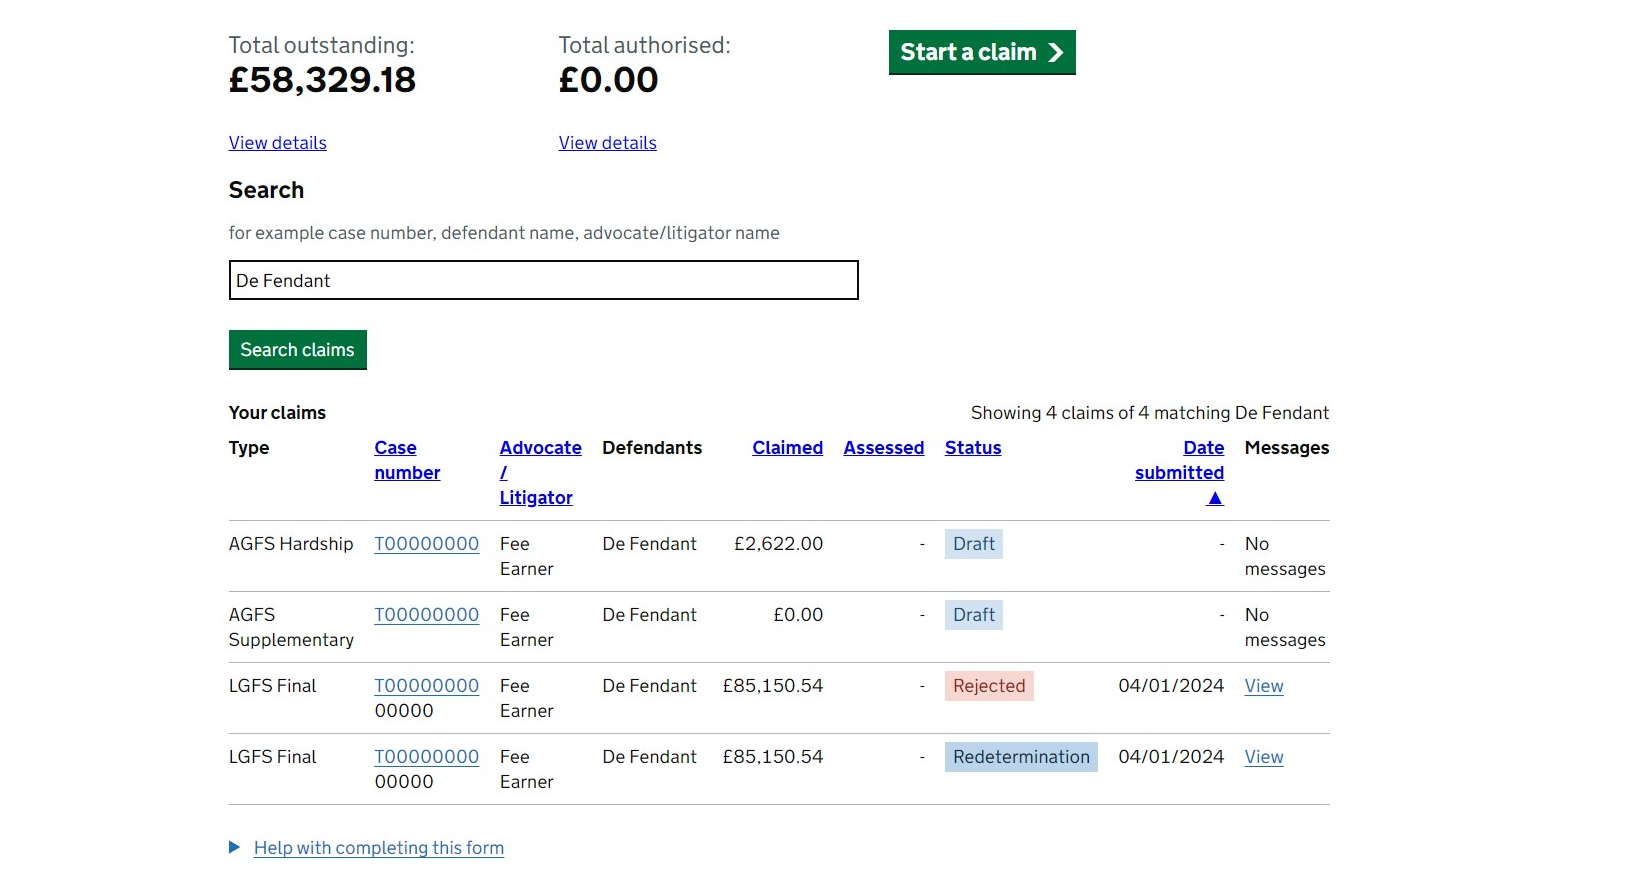 Total outstanding:
£58,329.18
View details
Total authorised:
£0.00
View details
Start a claim
Search
for example case number, defendant name, advocate/litigator name
De Fendant
Search claims
Your claims
Showing 4 claims of 4 matching De Fendant
Type Case number Advocate / Litigator Defendants Claimed Assessed Status Date submitted ▲ Messages
AGFS Hardship T00000000 Fee Earner De Fendant £2,622.00 - Draft - No messages
AGFS Supplementary T00000000 Fee Earner De Fendant £0.00 - Draft - No messages
LGFS Final T00000000 00000 Fee Earner De Fendant £85,150.54 - Rejected 04/01/2024 View
LGFS Final T00000000 00000 Fee Earner De Fendant £85,150.54 - Redetermination 04/01/2024 View
Help with completing this form